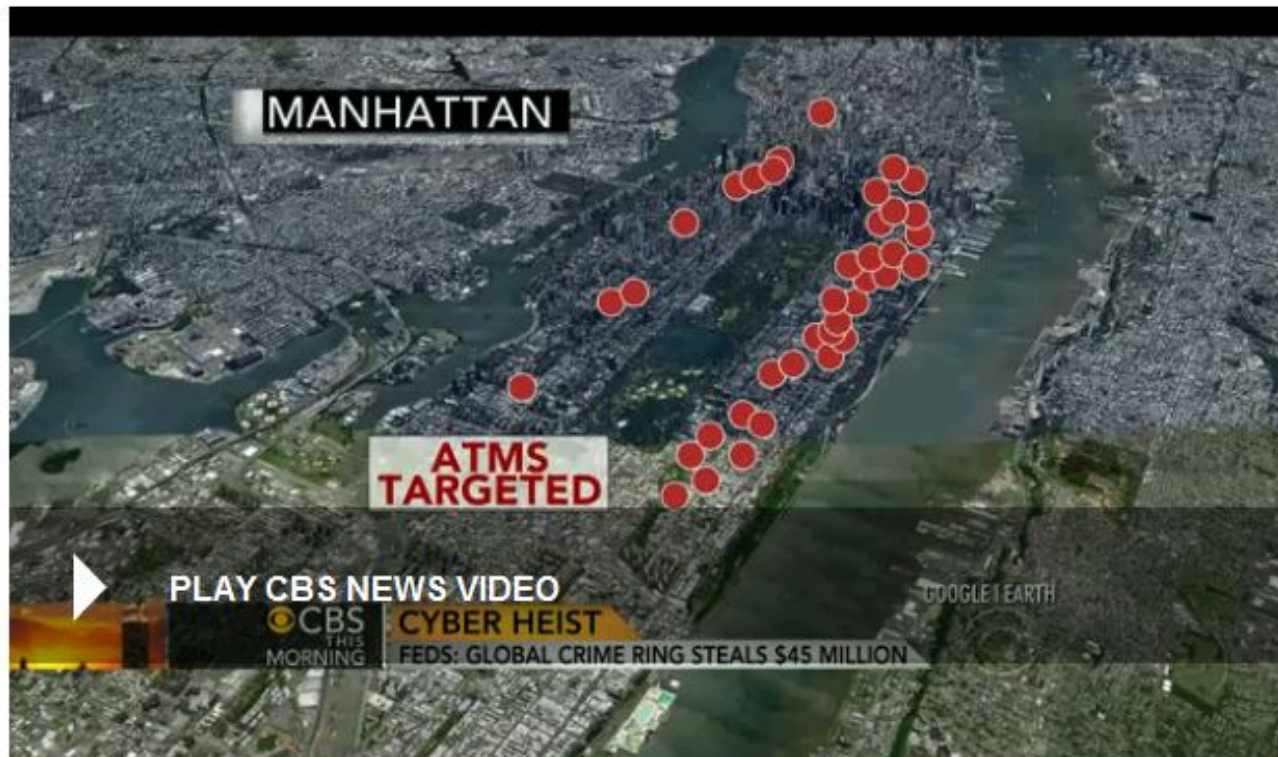 MANHATTAN
ATMS
TARGETED
PLAY CBS NEWS VIDEO
GOOGLE | EARTH
CBS
THIS
MORNING
CYBER HEIST
FEDS: GLOBAL CRIME RING STEALS $45 MILLION